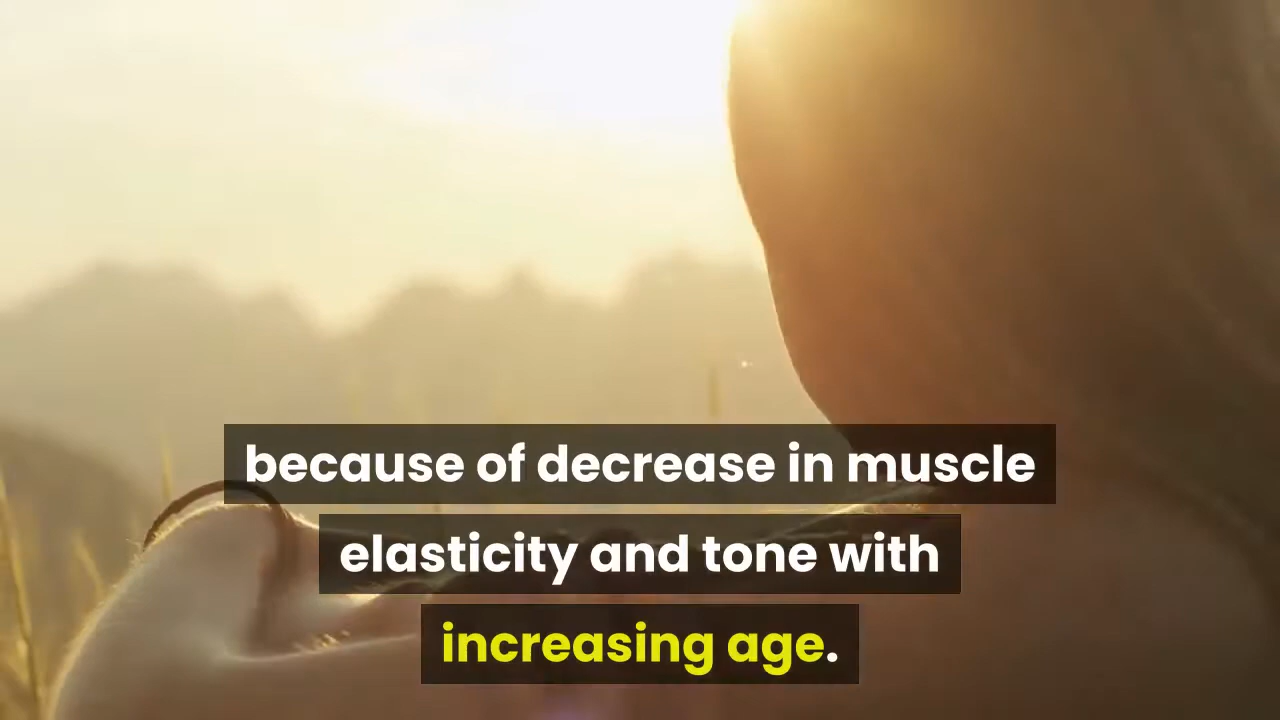 because of decrease in muscle
elasticity and tone with
increasing age.